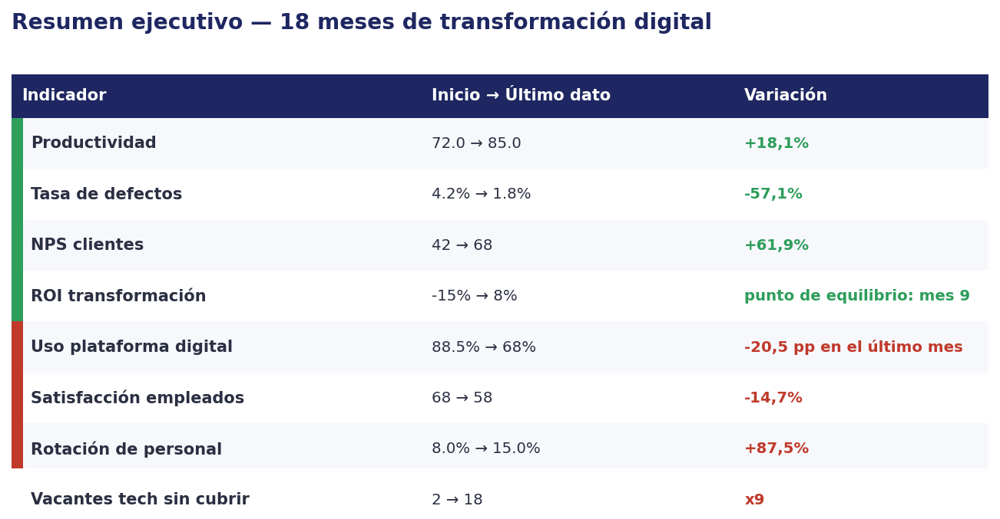 Resumen ejecutivo — 18 meses de transformación digital
Indicador Inicio → Último dato Variación
Productividad 72.0 → 85.0 +18,1%
Tasa de defectos 4.2% → 1.8% -57,1%
NPS clientes 42 → 68 +61,9%
ROI transformación -15% → 8% punto de equilibrio: mes 9
Uso plataforma digital 88.5% → 68% -20,5 pp en el último mes
Satisfacción empleados 68 → 58 -14,7%
Rotación de personal 8.0% → 15.0% +87,5%
Vacantes tech sin cubrir 2 → 18 x9